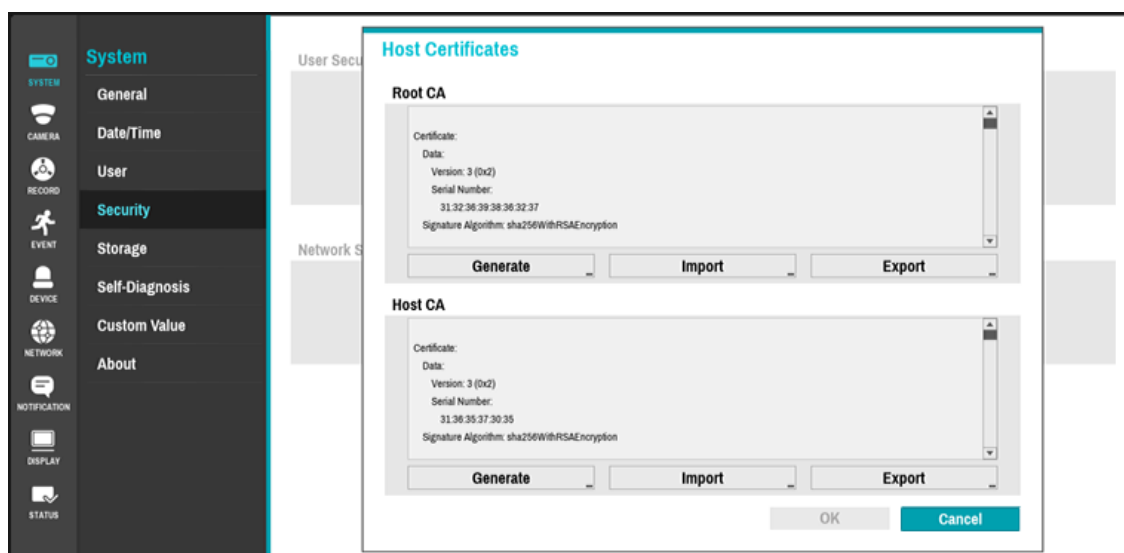 SYSTEM
CAMERA
RECORD
EVENT
DEVICE
NETWORK
NOTIFICATION
DISPLAY
STATUS
System
General
Date/Time
User
Security
Storage
Self-Diagnosis
Custom Value
About
User Secu
Network S
Host Certificates
Root CA
Certificate:
Data:
Version: 3 (0x2)
Serial Number:
31:32:36:39:38:36:32:37
Signature Algorithm: sha256WithRSAEncryption
Generate Import Export
Host CA
Certificate:
Data:
Version: 3 (0x2)
Serial Number:
31:36:35:37:30:35
Signature Algorithm: sha256WithRSAEncryption
Generate Import Export
OK Cancel